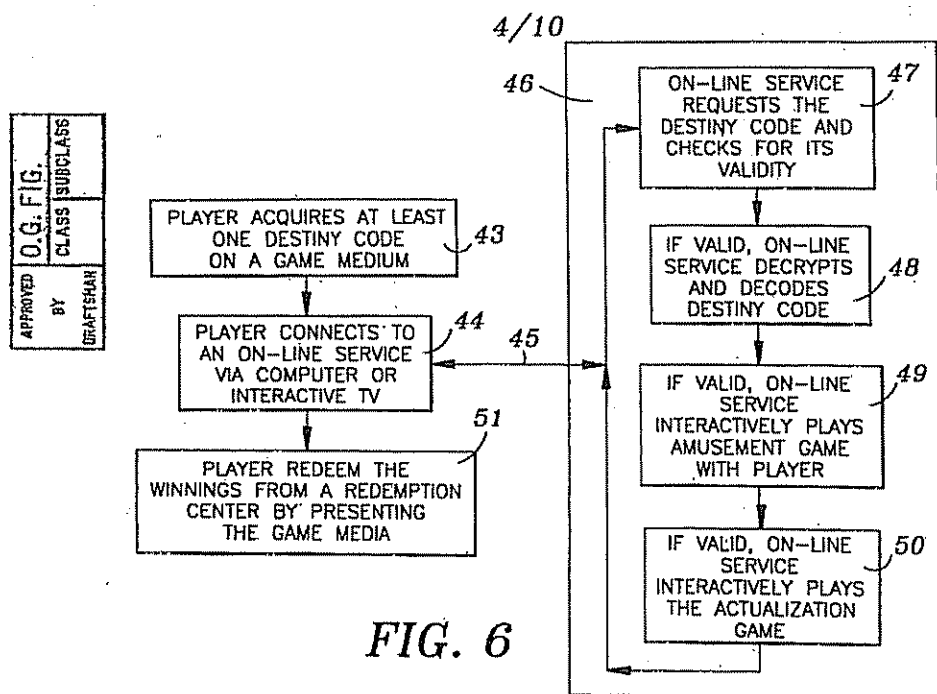 4/10
APPROVED
BY
DRAFTSMAN
O.G. FIG.
CLASS
SUBCLASS
PLAYER ACQUIRES AT LEAST
ONE DESTINY CODE
ON A GAME MEDIUM
43
PLAYER CONNECTS TO
AN ON-LINE SERVICE
VIA COMPUTER OR
INTERACTIVE TV
44
45
PLAYER REDEEM THE
WINNINGS FROM A REDEMPTION
CENTER BY PRESENTING
THE GAME MEDIA
51
46
ON-LINE SERVICE
REQUESTS THE
DESTINY CODE AND
CHECKS FOR ITS
VALIDITY
47
IF VALID, ON-LINE
SERVICE DECRYPTS
AND DECODES
DESTINY CODE
48
IF VALID, ON-LINE
SERVICE
INTERACTIVELY PLAYS
AMUSEMENT GAME
WITH PLAYER
49
IF VALID, ON-LINE
SERVICE
INTERACTIVELY PLAYS
THE ACTUALIZATION
GAME
50
FIG. 6